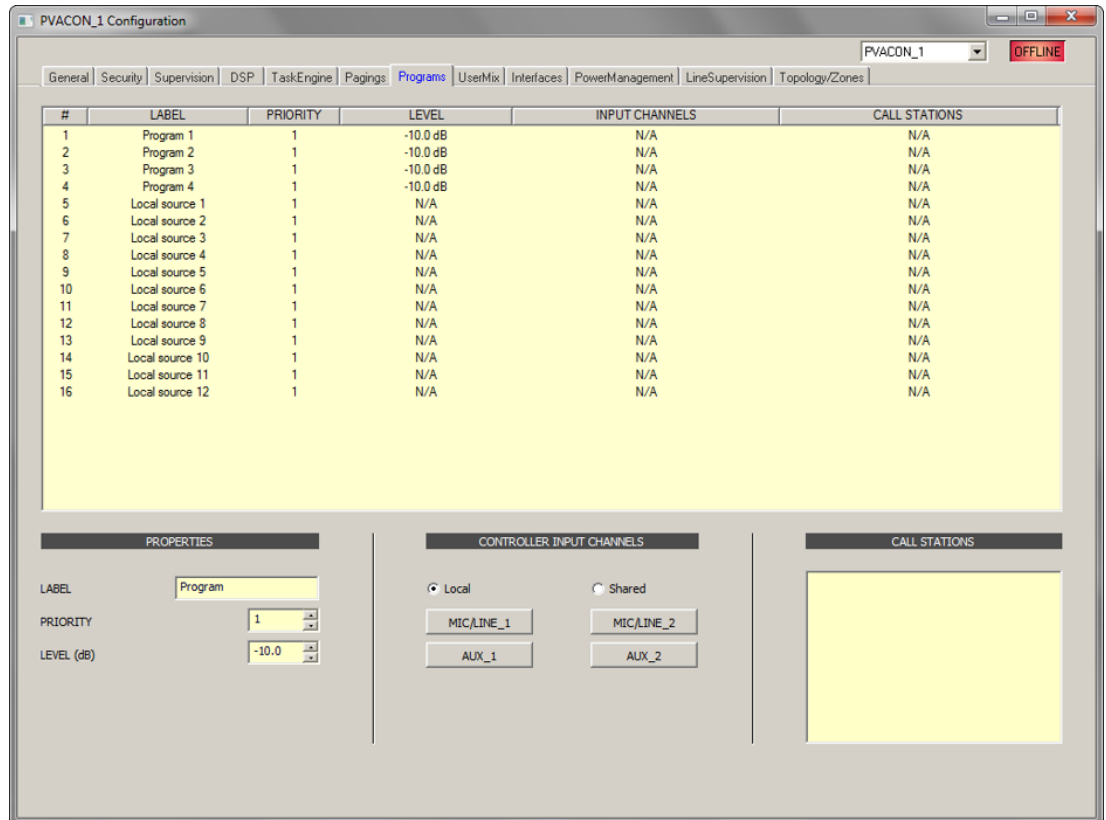 PVACON_1 Configuration
PVACON_1 OFFLINE
General Security Supervision DSP TaskEngine Pagings Programs UserMix Interfaces PowerManagement LineSupervision Topology/Zones
# LABEL PRIORITY LEVEL INPUT CHANNELS CALL STATIONS
1 Program 1 1 -10.0 dB N/A N/A
2 Program 2 1 -10.0 dB N/A N/A
3 Program 3 1 -10.0 dB N/A N/A
4 Program 4 1 -10.0 dB N/A N/A
5 Local source 1 1 N/A N/A N/A
6 Local source 2 1 N/A N/A N/A
7 Local source 3 1 N/A N/A N/A
8 Local source 4 1 N/A N/A N/A
9 Local source 5 1 N/A N/A N/A
10 Local source 6 1 N/A N/A N/A
11 Local source 7 1 N/A N/A N/A
12 Local source 8 1 N/A N/A N/A
13 Local source 9 1 N/A N/A N/A
14 Local source 10 1 N/A N/A N/A
15 Local source 11 1 N/A N/A N/A
16 Local source 12 1 N/A N/A N/A
PROPERTIES
LABEL Program
PRIORITY 1
LEVEL (dB) -10.0
CONTROLLER INPUT CHANNELS
Local Shared
MIC/LINE_1 MIC/LINE_2
AUX_1 AUX_2
CALL STATIONS